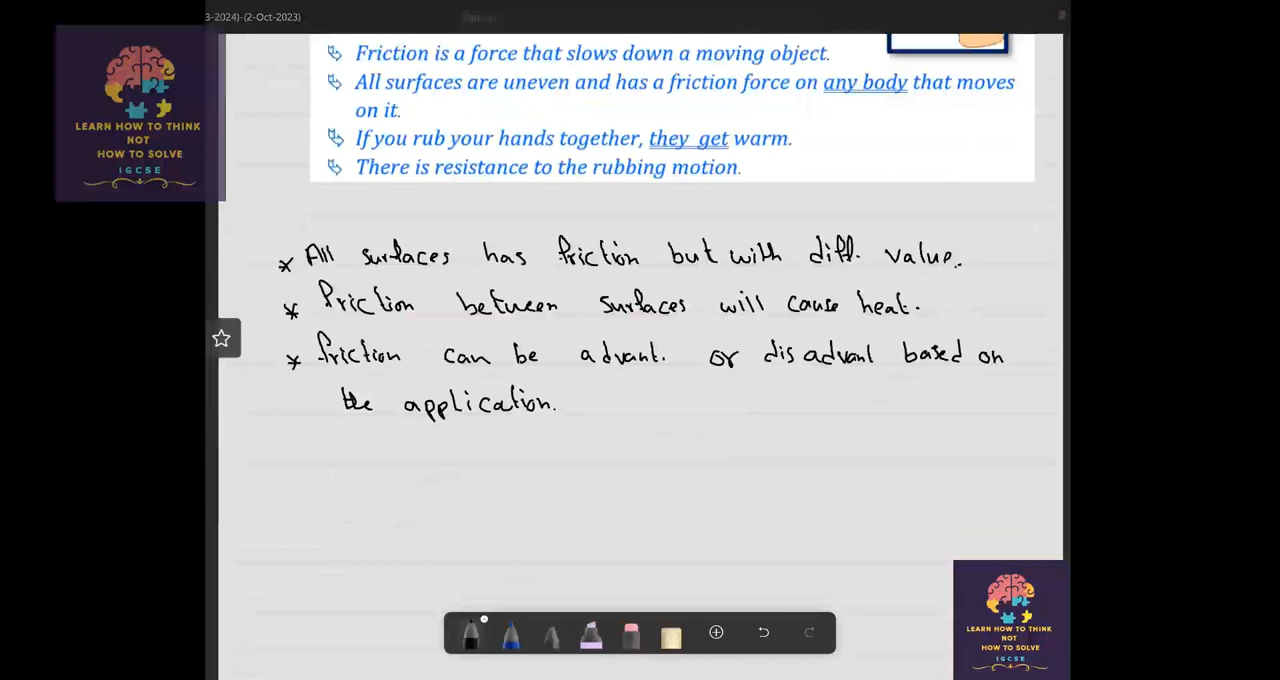 3-2024)-(2-Oct-2023)
LEARN HOW TO THINK
NOT
HOW TO SOLVE
IGCSE
Friction is a force that slows down a moving object.
All surfaces are uneven and has a friction force on any body that moves
on it.
If you rub your hands together, they get warm.
There is resistance to the rubbing motion.
* All surfaces has friction but with diff. value.
* Friction between surfaces will cause heat.
* Friction can be advant. or disadvant based on
the application.
LEARN HOW TO THINK
NOT
HOW TO SOLVE
IGCSE